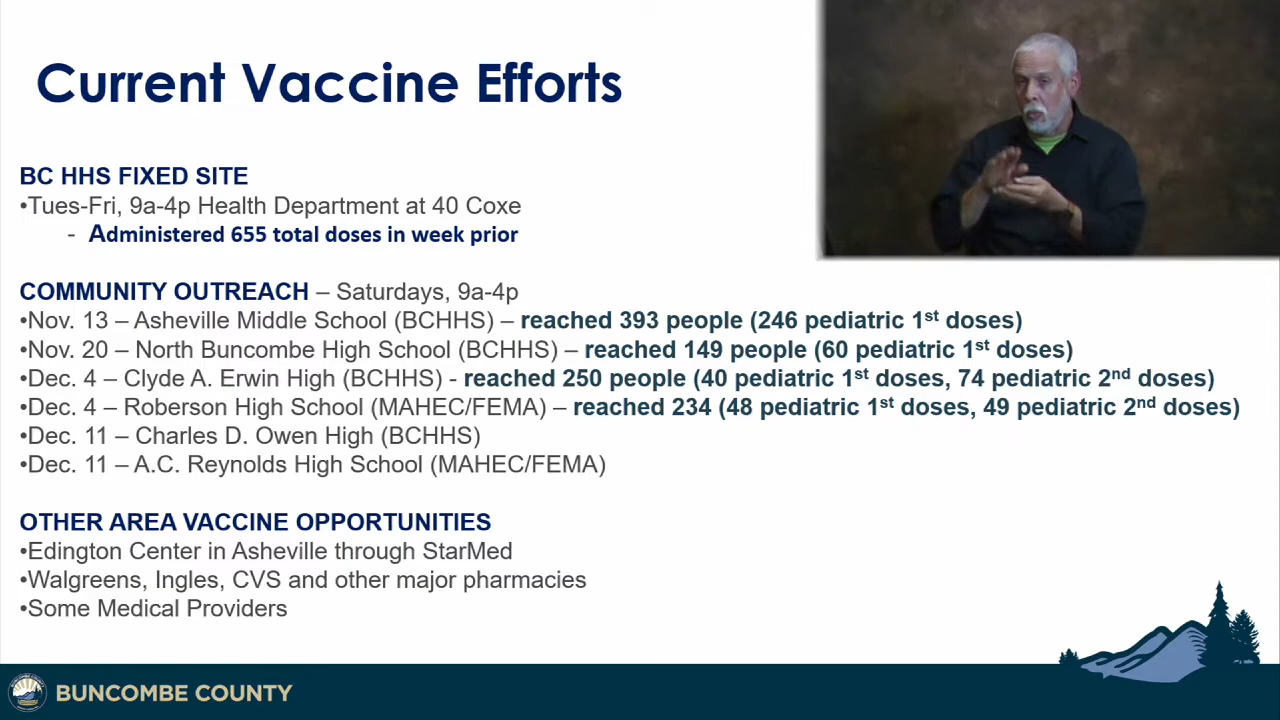 Current Vaccine Efforts
BC HHS FIXED SITE
•Tues-Fri, 9a-4p Health Department at 40 Coxe
- Administered 655 total doses in week prior
COMMUNITY OUTREACH – Saturdays, 9a-4p
•Nov. 13 – Asheville Middle School (BCHHS) – reached 393 people (246 pediatric 1st doses)
•Nov. 20 – North Buncombe High School (BCHHS) – reached 149 people (60 pediatric 1st doses)
•Dec. 4 – Clyde A. Erwin High (BCHHS) - reached 250 people (40 pediatric 1st doses, 74 pediatric 2nd doses)
•Dec. 4 – Roberson High School (MAHEC/FEMA) – reached 234 (48 pediatric 1st doses, 49 pediatric 2nd doses)
•Dec. 11 – Charles D. Owen High (BCHHS)
•Dec. 11 – A.C. Reynolds High School (MAHEC/FEMA)
OTHER AREA VACCINE OPPORTUNITIES
•Edington Center in Asheville through StarMed
•Walgreens, Ingles, CVS and other major pharmacies
•Some Medical Providers
BUNCOMBE COUNTY